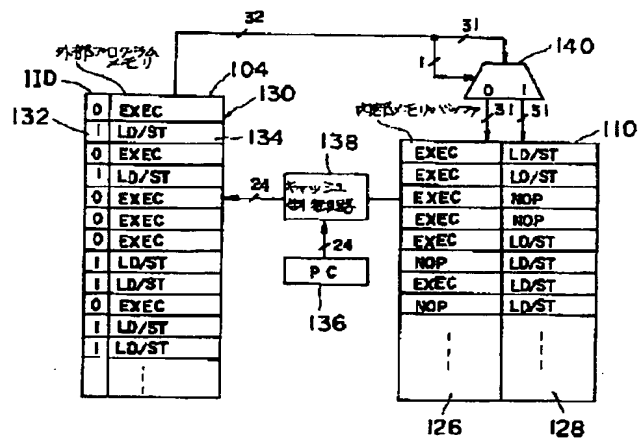 32
31
140
外部プログラム
メモリ
110
104
130
1
0 1
内部メモリバッファ
31 31
110
132
0 EXEC
1 LD/ST
134
0 EXEC
1 LD/ST
0 EXEC
0 EXEC
0 EXEC
1 LD/ST
1 LD/ST
0 EXEC
1 LD/ST
1 LD/ST
24
138
キャッシュ
制御回路
24
PC
136
EXEC LD/ST
EXEC LD/ST
EXEC NOP
EXEC NOP
EXEC LD/ST
NOP LD/ST
EXEC LD/ST
NOP LD/ST
126
128